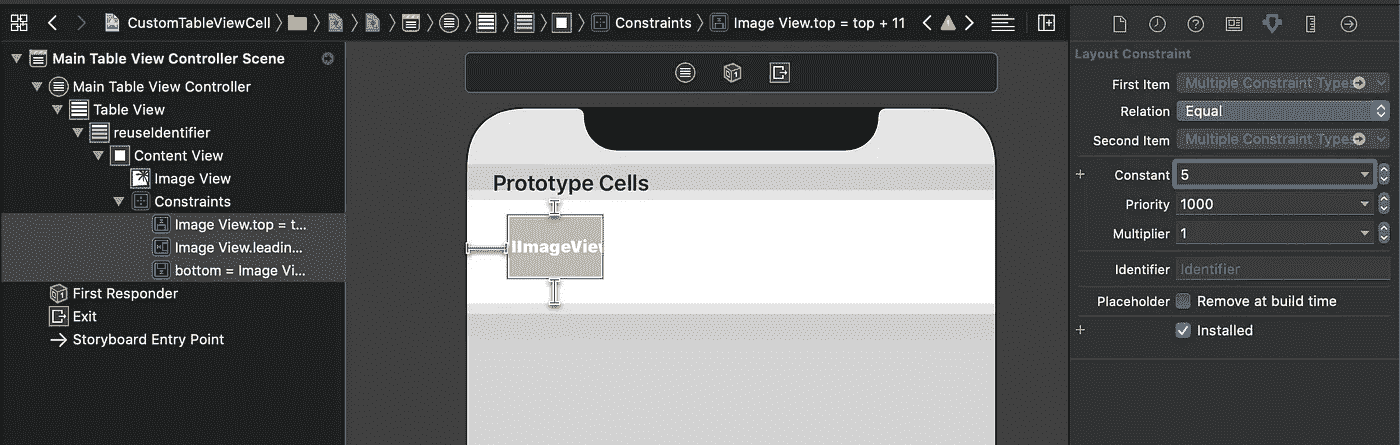 CustomTableViewCell
Constraints
Image View.top = top + 11
Main Table View Controller Scene
Main Table View Controller
Table View
reuseIdentifier
Content View
Image View
Constraints
Image View.top = t...
Image View.leadin...
bottom = Image Vi...
First Responder
Exit
Storyboard Entry Point
Prototype Cells
lImageView
Layout Constraint
First Item Multiple Constraint Type
Relation Equal
Second Item Multiple Constraint Type
Constant 5
Priority 1000
Multiplier 1
Identifier Identifier
Placeholder Remove at build time
Installed